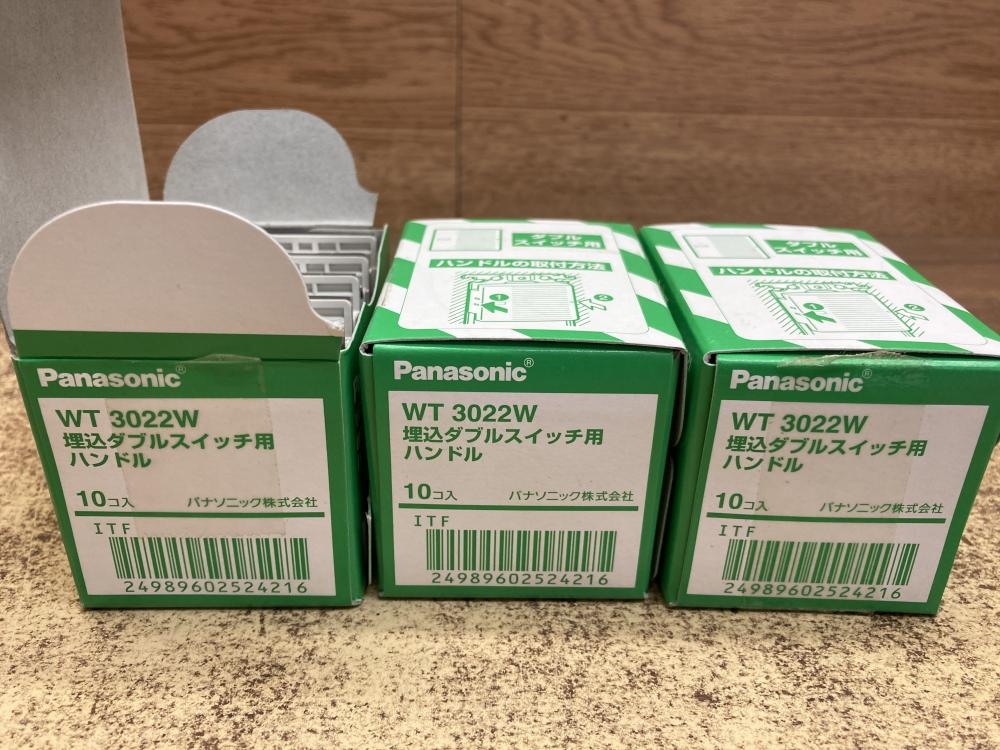 Panasonic®
WT 3022W
埋込ダブルスイッチ用
ハンドル
10コ入 パナソニック株式会社
ITF
24989602524216
ダブル
スイッチ用
ハンドルの取付方法
Panasonic®
WT 3022W
埋込ダブルスイッチ用
ハンドル
10コ入 パナソニック株式会社
ITF
24989602524216
ダブル
スイッチ用
ハンドルの取付方法
Panasonic®
WT 3022W
埋込ダブルスイッチ用
ハンドル
10コ入 パナソニック株式会社
ITF
24989602524216